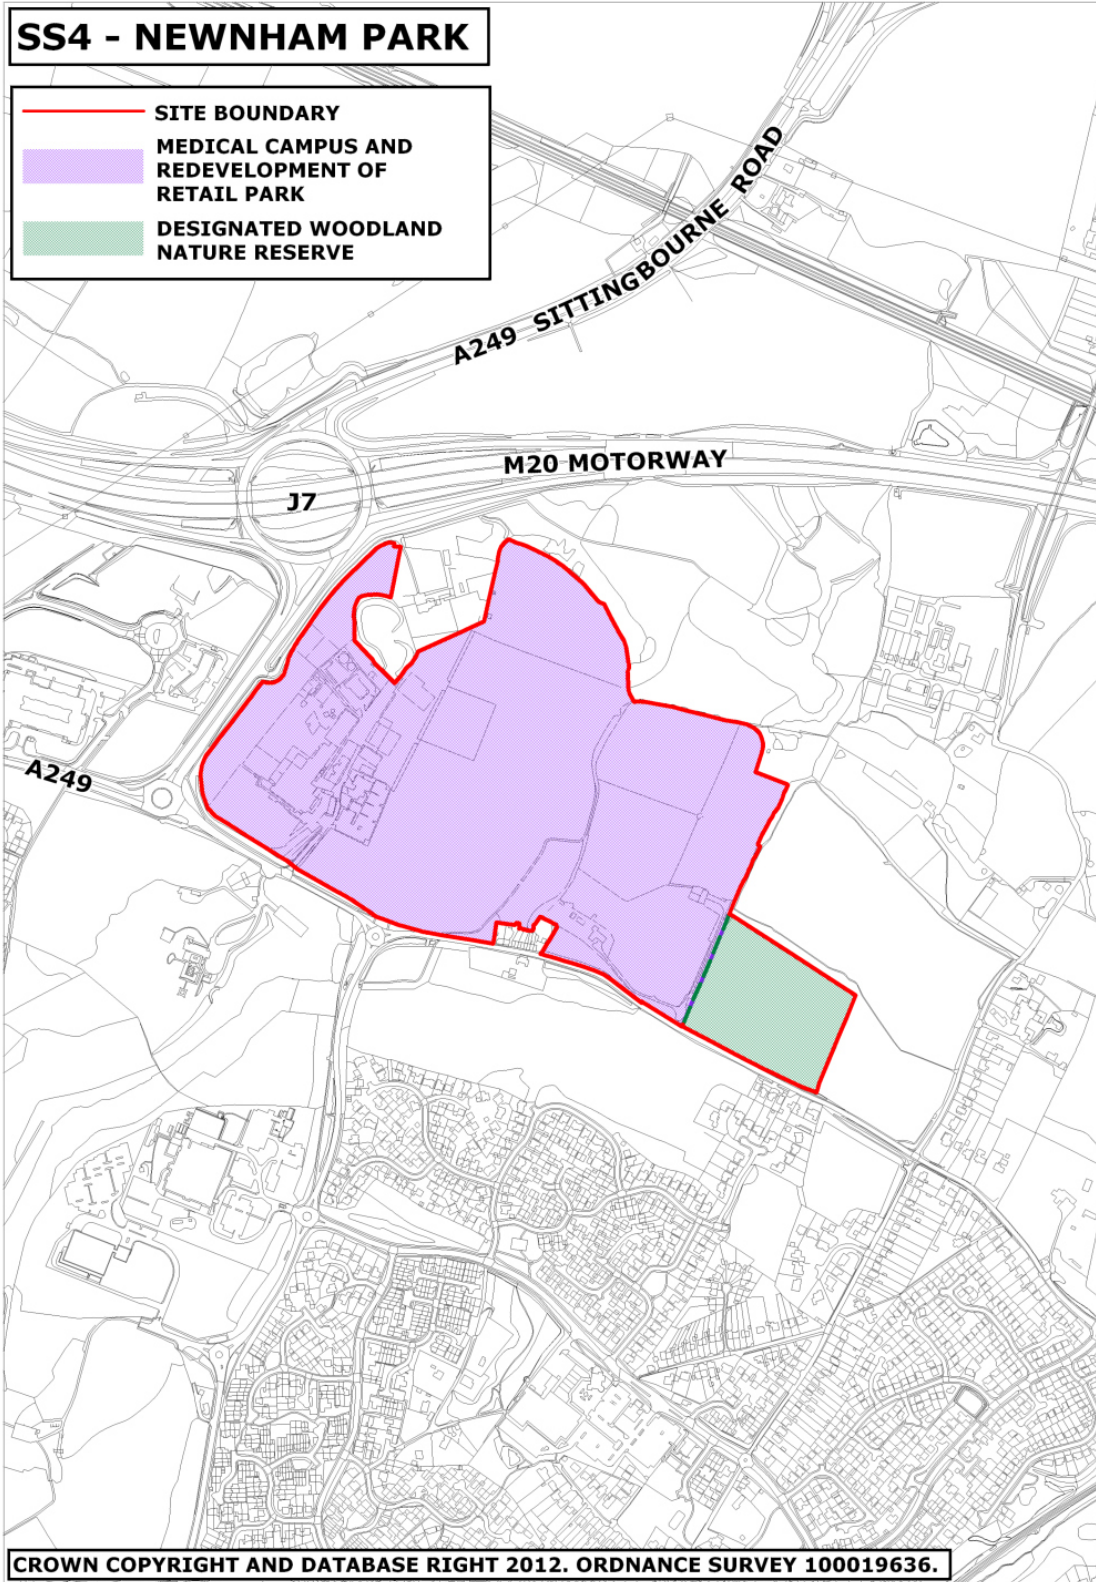 SS4 - NEWNHAM PARK
SITE BOUNDARY
MEDICAL CAMPUS AND
REDEVELOPMENT OF
RETAIL PARK
DESIGNATED WOODLAND
NATURE RESERVE
A249 SITTINGBOURNE ROAD
M20 MOTORWAY
J7
A249
CROWN COPYRIGHT AND DATABASE RIGHT 2012. ORDNANCE SURVEY 100019636.